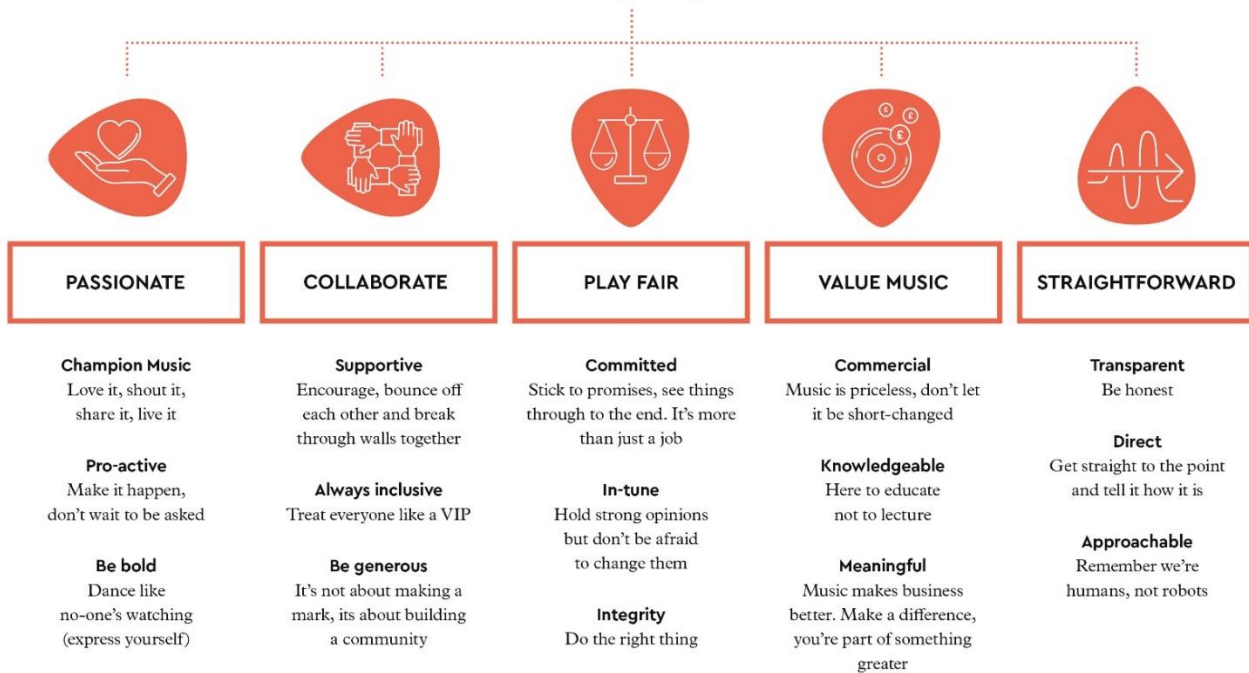 PASSIONATE
Champion Music
Love it, shout it,
share it, live it
Pro-active
Make it happen,
don't wait to be asked
Be bold
Dance like
no-one's watching
(express yourself)
COLLABORATE
Supportive
Encourage, bounce off
each other and break
through walls together
Always inclusive
Treat everyone like a VIP
Be generous
It's not about making a
mark, its about building
a community
PLAY FAIR
Committed
Stick to promises, see things
through to the end. It's more
than just a job
In-tune
Hold strong opinions
but don't be afraid
to change them
Integrity
Do the right thing
£
£
£
VALUE MUSIC
Commercial
Music is priceless, don't let
it be short-changed
Knowledgeable
Here to educate
not to lecture
Meaningful
Music makes business
better. Make a difference,
you're part of something
greater
STRAIGHTFORWARD
Transparent
Be honest
Direct
Get straight to the point
and tell it how it is
Approachable
Remember we're
humans, not robots